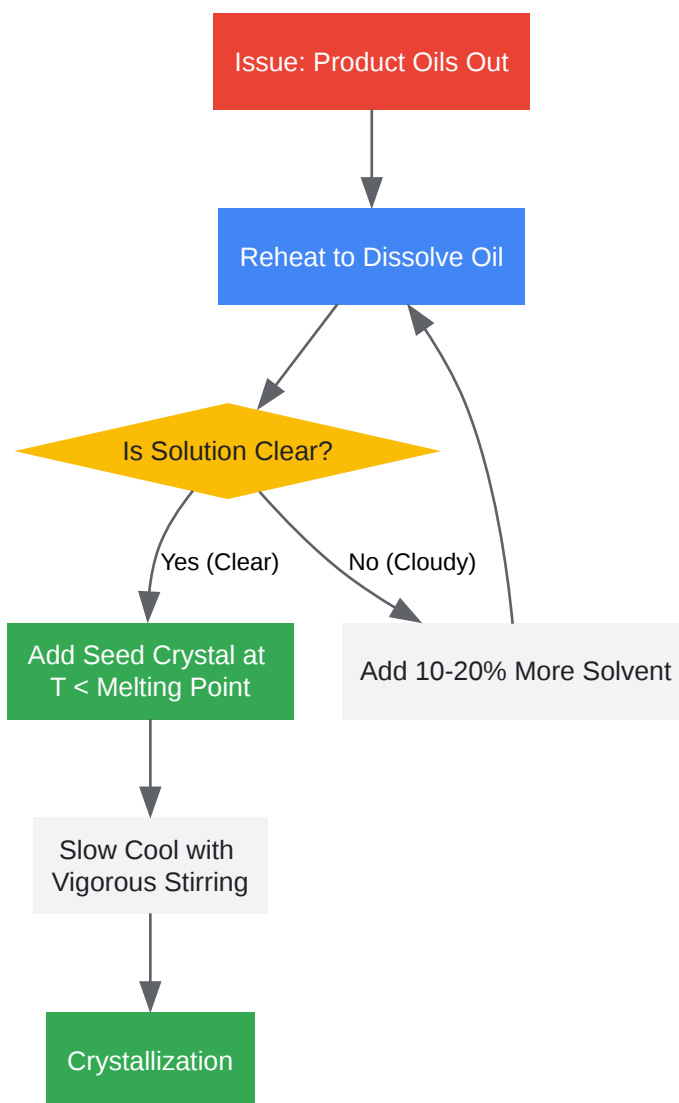 Issue: Product Oils Out
Reheat to Dissolve Oil
Is Solution Clear?
Yes (Clear)
No (Cloudy)
Add Seed Crystal at
T < Melting Point
Add 10-20% More Solvent
Slow Cool with
Vigorous Stirring
Crystallization